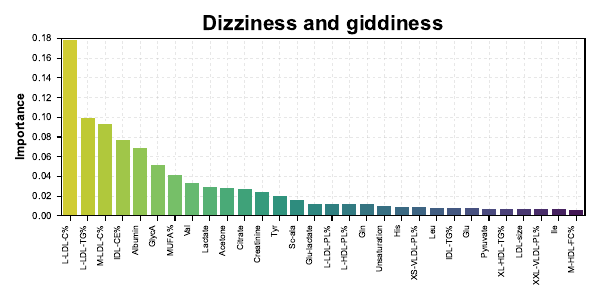 Dizziness and giddiness
Importance
0.18
0.16
0.14
0.12
0.10
0.08
0.06
0.04
0.02
0.00
L-LDL-C%
L-LDL-TG%
M-LDL-C%
IDL-CE%
Albumin
GlycA
MUFA%
Val
Lactate
Acetone
Citrate
Creatinine
Tyr
Sc-ala
Glu-lactate
L-LDL-PL%
L-HDL-PL%
Gln
Unsaturation
His
XS-VLDL-PL%
Leu
IDL-TG%
Glu
Pyruvate
XL-HDL-TG%
LDL-size
XXL-VLDL-PL%
Ile
M-HDL-FC%